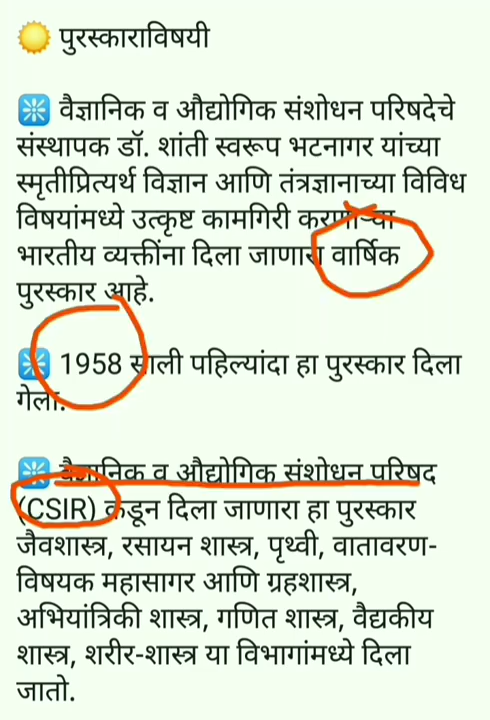 पुरस्काराविषयी
वैज्ञानिक व औद्योगिक संशोधन परिषदेचे
संस्थापक डॉ. शांती स्वरूप भटनागर यांच्या
स्मृतीप्रित्यर्थ विज्ञान आणि तंत्रज्ञानाच्या विविध
विषयांमध्ये उत्कृष्ट कामगिरी करणाऱ्या
भारतीय व्यक्तींना दिला जाणारा वार्षिक
पुरस्कार आहे.
1958 साली पहिल्यांदा हा पुरस्कार दिला
गेला.
वैज्ञानिक व औद्योगिक संशोधन परिषद
(CSIR) कडून दिला जाणारा हा पुरस्कार
जैवशास्त्र, रसायन शास्त्र, पृथ्वी, वातावरण-
विषयक महासागर आणि ग्रहशास्त्र,
अभियांत्रिकी शास्त्र, गणित शास्त्र, वैद्यकीय
शास्त्र, शरीर-शास्त्र या विभागांमध्ये दिला
जातो.